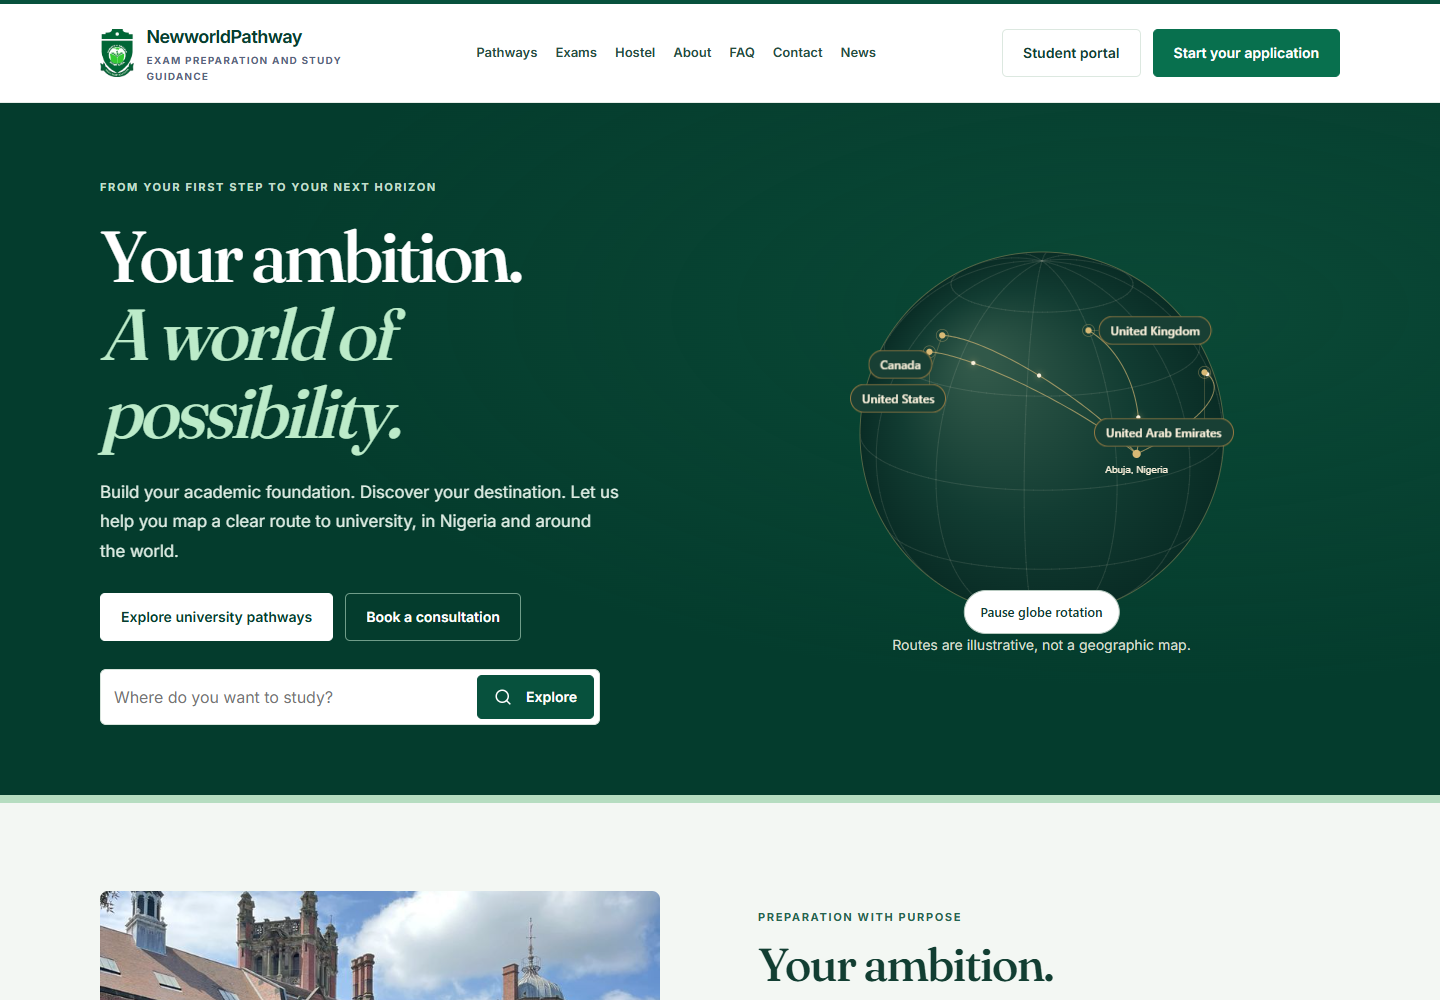 NewworldPathway
EXAM PREPARATION AND STUDY
GUIDANCE
Pathways Exams Hostel About FAQ Contact News
Student portal
Start your application
FROM YOUR FIRST STEP TO YOUR NEXT HORIZON
Your ambition.
A world of
possibility.
Build your academic foundation. Discover your destination. Let us
help you map a clear route to university, in Nigeria and around
the world.
Explore university pathways
Book a consultation
Where do you want to study?
Explore
United Kingdom
Canada
United States
United Arab Emirates
Abuja, Nigeria
Pause globe rotation
Routes are illustrative, not a geographic map.
PREPARATION WITH PURPOSE
Your ambition.